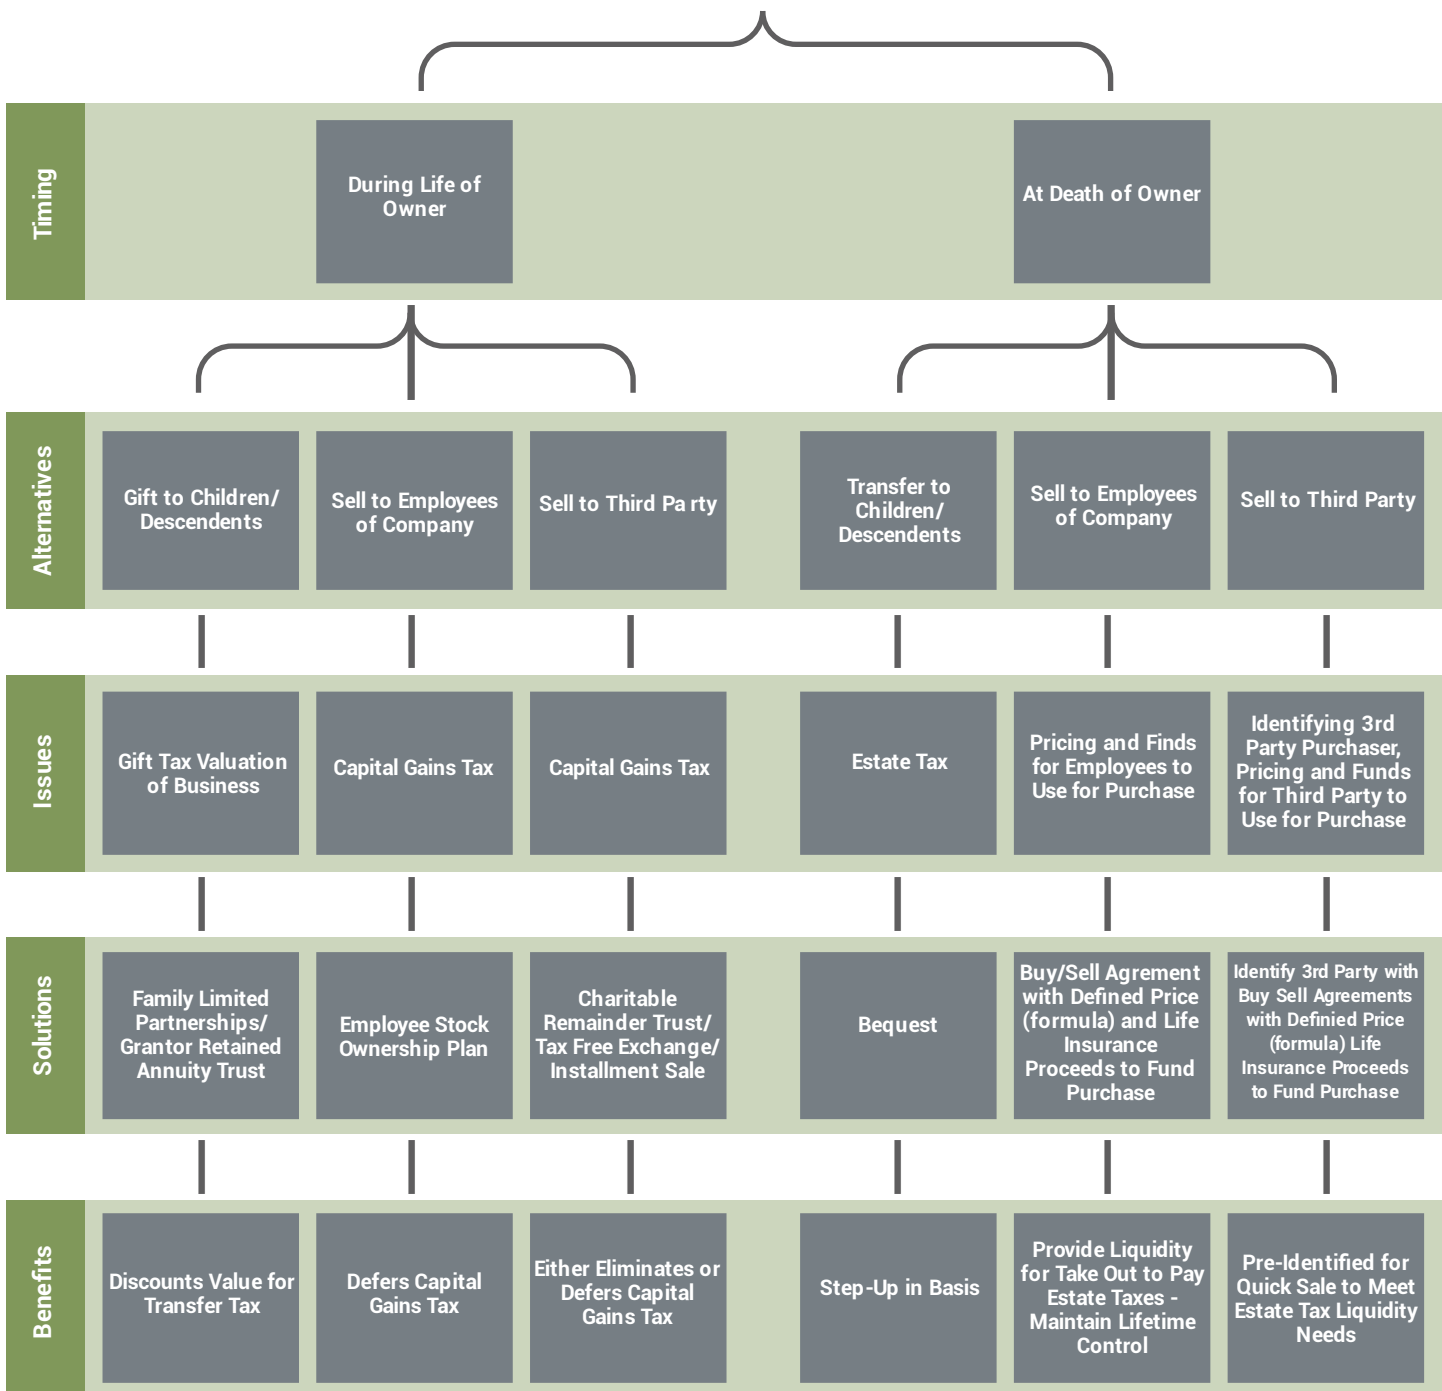 Timing
During Life of
Owner
At Death of Owner
Alternatives
Gift to Children/
Descendents
Sell to Employees
of Company
Sell to Third Pa rty
Transfer to
Children/
Descendents
Sell to Employees
of Company
Sell to Third Party
Issues
Gift Tax Valuation
of Business
Capital Gains Tax
Capital Gains Tax
Estate Tax
Pricing and Finds
for Employees to
Use for Purchase
Identifying 3rd
Party Purchaser,
Pricing and Funds
for Third Party to
Use for Purchase
Solutions
Family Limited
Partnerships/
Grantor Retained
Annuity Trust
Employee Stock
Ownership Plan
Charitable
Remainder Trust/
Tax Free Exchange/
Installment Sale
Bequest
Buy/Sell Agrement
with Defined Price
(formula) and Life
Insurance
Proceeds to Fund
Purchase
Identify 3rd Party with
Buy Sell Agreements
with Definied Price
(formula) Life
Insurance Proceeds
to Fund Purchase
Benefits
Discounts Value for
Transfer Tax
Defers Capital
Gains Tax
Either Eliminates or
Defers Capital
Gains Tax
Step-Up in Basis
Provide Liquidity
for Take Out to Pay
Estate Taxes -
Maintain Lifetime
Control
Pre-Identified for
Quick Sale to Meet
Estate Tax Liquidity
Needs